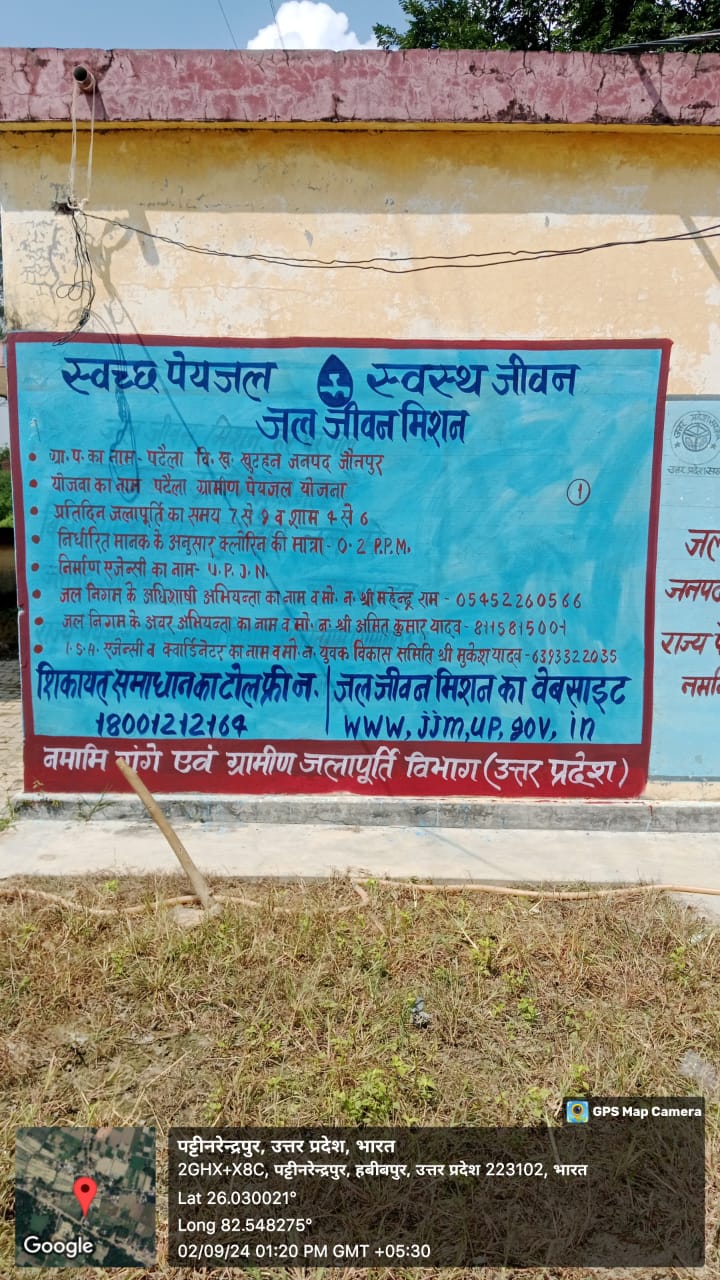 स्वच्छ पेयजल स्वस्थ जीवन
जल जीवन मिशन
• ग्रा.प. का नाम- पटैला वि.ख. खुटहन जनपद जौनपुर
• योजवा का नाम पटैला ग्रामीण पेयजल योजना
• प्रतिदिन जलापूर्ति का समय 7 से 9 व शाम 4 से 6
• निर्धारित मानक के अनुसार क्लोरिन की मात्रा- 0.2 P.P.M.
• निर्माण एजेन्सी का नाम- U.P.J.N.
• जल निगम के अधिशाषी अभियन्ता का नाम व मो. न. श्री महेन्द्र राम - 05452260566
• जल निगम के अवर अभियन्ता का नाम व मो. न. श्री अमित कुमार यादव- 8115815001
• I.S.A. एजेन्सी व क्वार्डिनेटर का नाम व मो. न. युवक विकास समिति श्री मुकेश यादव- 6393322035
1
शिकायत समाधान का टोल फ्री न.
18001212164
जल जीवन मिशन का वेबसाइट
www.jjm.up.gov.in
नमामि गंगे एवं ग्रामीण जलापूर्ति विभाग (उत्तर प्रदेश)
जल
जनपद
राज्य
नमामि
GPS Map Camera
पट्टीनरेन्द्रपुर, उत्तर प्रदेश, भारत
2GHX+X8C, पट्टीनरेन्द्रपुर, हबीबपुर, उत्तर प्रदेश 223102, भारत
Lat 26.030021°
Long 82.548275°
02/09/24 01:20 PM GMT +05:30
Google